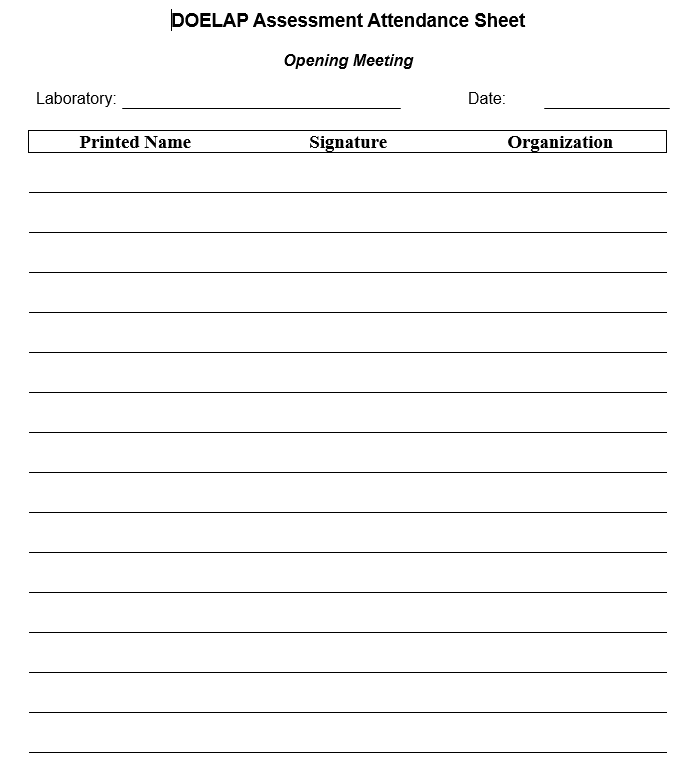 DOELAP Assessment Attendance Sheet
Opening Meeting
Laboratory: Date:
Printed Name Signature Organization